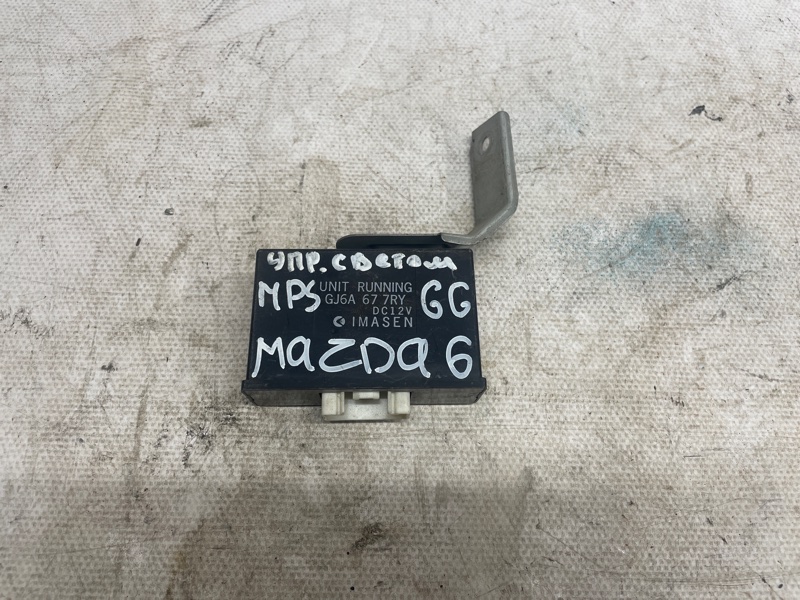 УПР. СВЕТОМ
MPS UNIT RUNNING GG
GJ6A 67 7RY
DC12V
IMASEN
MAZDA 6